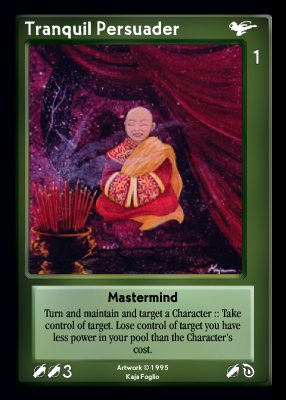 Tranquil Persuader
1
Mastermind
Turn and maintain and target a Character :: Take
control of target. Lose control of target you have
less power in your pool than the Character's
cost.
3
Artwork © 1995
Kaja Foglio